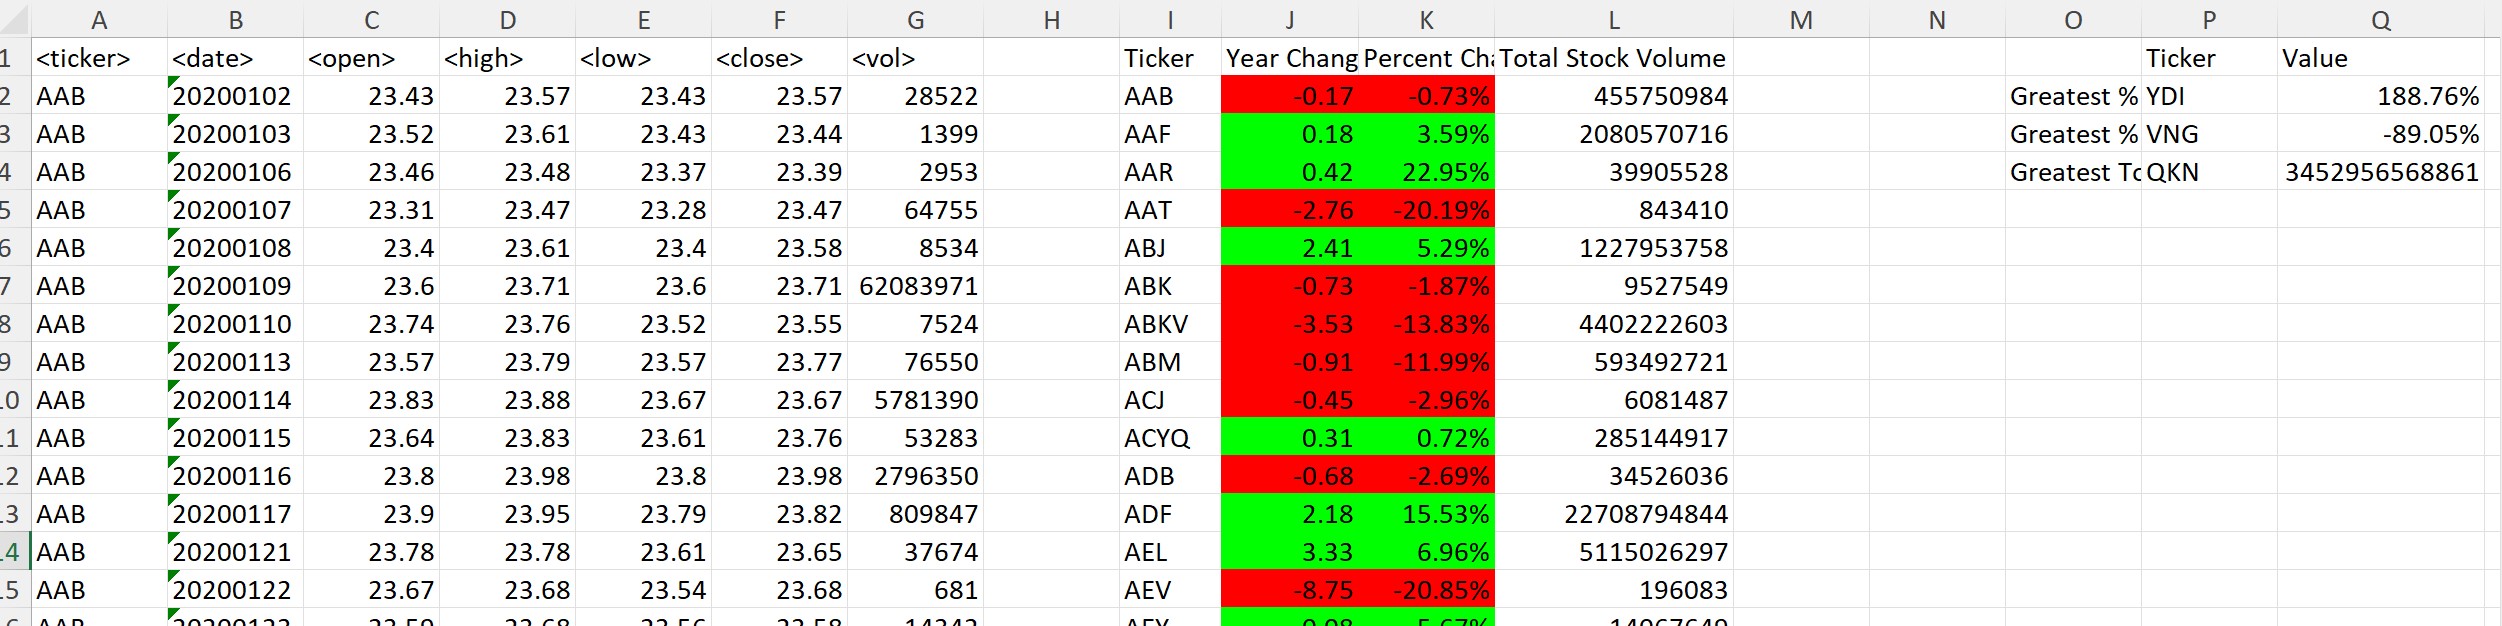 A B C D E F G H I J K L M N O P Q
1 <ticker> <date> <open> <high> <low> <close> <vol> Ticker Year Chang Percent Cha Total Stock Volume Ticker Value
2 AAB 20200102 23.43 23.57 23.43 23.57 28522 AAB -0.17 -0.73% 455750984 Greatest % YDI 188.76%
3 AAB 20200103 23.52 23.61 23.43 23.44 1399 AAF 0.18 3.59% 2080570716 Greatest % VNG -89.05%
4 AAB 20200106 23.46 23.48 23.37 23.39 2953 AAR 0.42 22.95% 39905528 Greatest To QKN 3452956568861
5 AAB 20200107 23.31 23.47 23.28 23.47 64755 AAT -2.76 -20.19% 843410
6 AAB 20200108 23.4 23.61 23.4 23.58 8534 ABJ 2.41 5.29% 1227953758
7 AAB 20200109 23.6 23.71 23.6 23.71 62083971 ABK -0.73 -1.87% 9527549
8 AAB 20200110 23.74 23.76 23.52 23.55 7524 ABKV -3.53 -13.83% 4402222603
9 AAB 20200113 23.57 23.79 23.57 23.77 76550 ABM -0.91 -11.99% 593492721
10 AAB 20200114 23.83 23.88 23.67 23.67 5781390 ACJ -0.45 -2.96% 6081487
11 AAB 20200115 23.64 23.83 23.61 23.76 53283 ACYQ 0.31 0.72% 285144917
12 AAB 20200116 23.8 23.98 23.8 23.98 2796350 ADB -0.68 -2.69% 34526036
13 AAB 20200117 23.9 23.95 23.79 23.82 809847 ADF 2.18 15.53% 22708794844
14 AAB 20200121 23.78 23.78 23.61 23.65 37674 AEL 3.33 6.96% 5115026297
15 AAB 20200122 23.67 23.68 23.54 23.68 681 AEV -8.75 -20.85% 196083